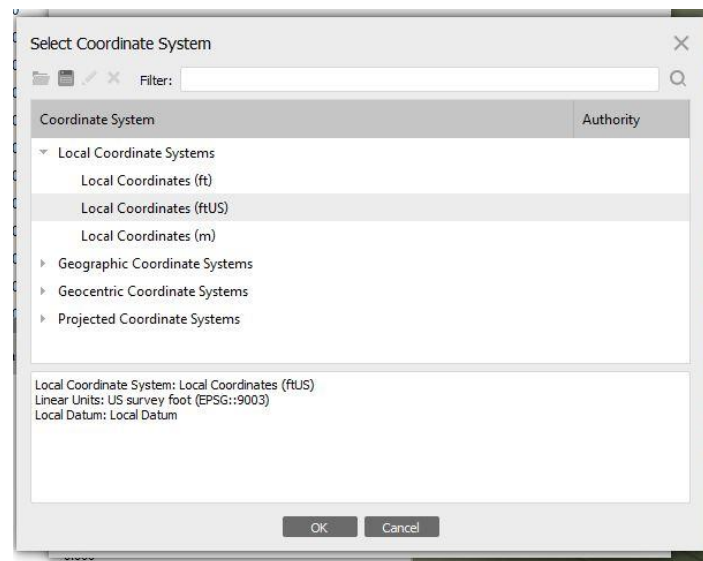 Select Coordinate System
Filter:
Coordinate System Authority
Local Coordinate Systems
Local Coordinates (ft)
Local Coordinates (ftUS)
Local Coordinates (m)
Geographic Coordinate Systems
Geocentric Coordinate Systems
Projected Coordinate Systems
Local Coordinate System: Local Coordinates (ftUS)
Linear Units: US survey foot (EPSG::9003)
Local Datum: Local Datum
OK Cancel